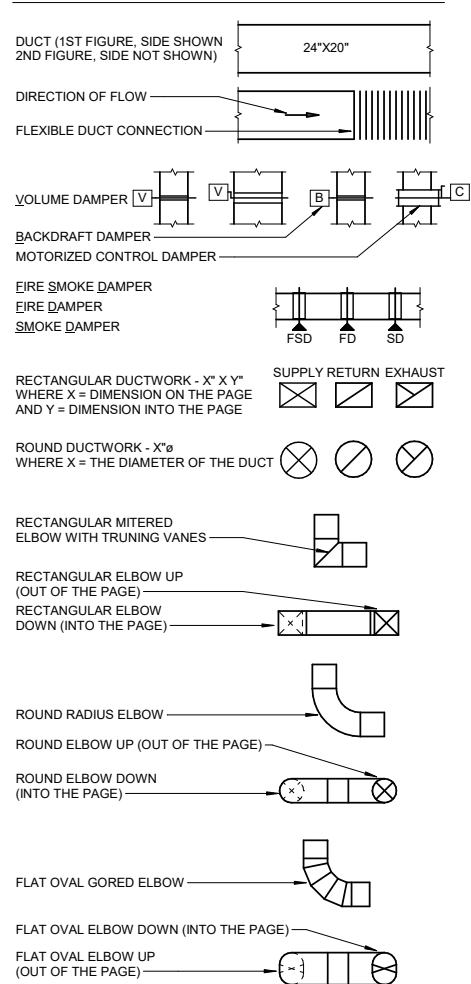 DUCT (1ST FIGURE, SIDE SHOWN
2ND FIGURE, SIDE NOT SHOWN)
24"X20"
DIRECTION OF FLOW
FLEXIBLE DUCT CONNECTION
VOLUME DAMPER
V
V
B
C
BACKDRAFT DAMPER
MOTORIZED CONTROL DAMPER
FIRE SMOKE DAMPER
FIRE DAMPER
SMOKE DAMPER
FSD FD SD
SUPPLY RETURN EXHAUST
RECTANGULAR DUCTWORK - X" X Y"
WHERE X = DIMENSION ON THE PAGE
AND Y = DIMENSION INTO THE PAGE
ROUND DUCTWORK - X"ø
WHERE X = THE DIAMETER OF THE DUCT
RECTANGULAR MITERED
ELBOW WITH TRUNING VANES
RECTANGULAR ELBOW UP
(OUT OF THE PAGE)
RECTANGULAR ELBOW
DOWN (INTO THE PAGE)
ROUND RADIUS ELBOW
ROUND ELBOW UP (OUT OF THE PAGE)
ROUND ELBOW DOWN
(INTO THE PAGE)
FLAT OVAL GORED ELBOW
FLAT OVAL ELBOW DOWN (INTO THE PAGE)
FLAT OVAL ELBOW UP
(OUT OF THE PAGE)